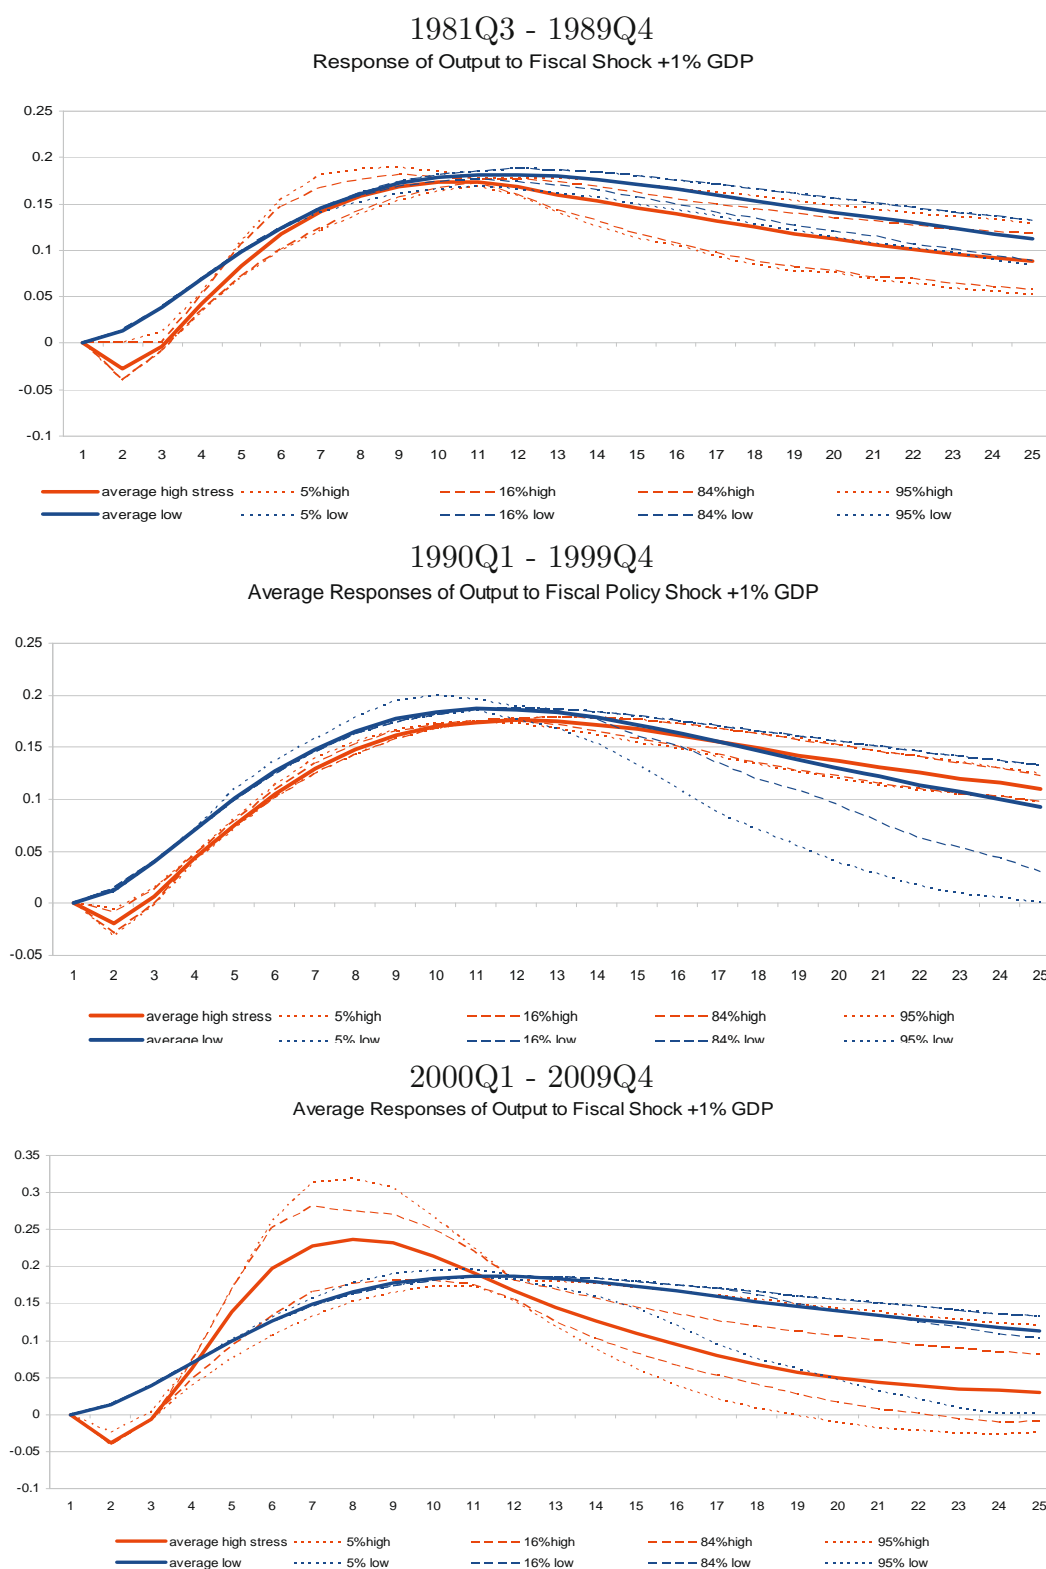 1981Q3 - 1989Q4
Response of Output to Fiscal Shock +1% GDP
0.25
0.2
0.15
0.1
0.05
0
-0.05
-0.1
1 2 3 4 5 6 7 8 9 10 11 12 13 14 15 16 17 18 19 20 21 22 23 24 25
average high stress 5%high 16%high 84%high 95%high
average low 5% low 16% low 84% low 95% low
1990Q1 - 1999Q4
Average Responses of Output to Fiscal Policy Shock +1% GDP
0.25
0.2
0.15
0.1
0.05
0
-0.05
1 2 3 4 5 6 7 8 9 10 11 12 13 14 15 16 17 18 19 20 21 22 23 24 25
average high stress 5%high 16%high 84%high 95%high
average low 5% low 16% low 84% low 95% low
2000Q1 - 2009Q4
Average Responses of Output to Fiscal Shock +1% GDP
0.35
0.3
0.25
0.2
0.15
0.1
0.05
0
-0.05
-0.1
1 2 3 4 5 6 7 8 9 10 11 12 13 14 15 16 17 18 19 20 21 22 23 24 25
average high stress 5%high 16%high 84%high 95%high
average low 5% low 16% low 84% low 95% low